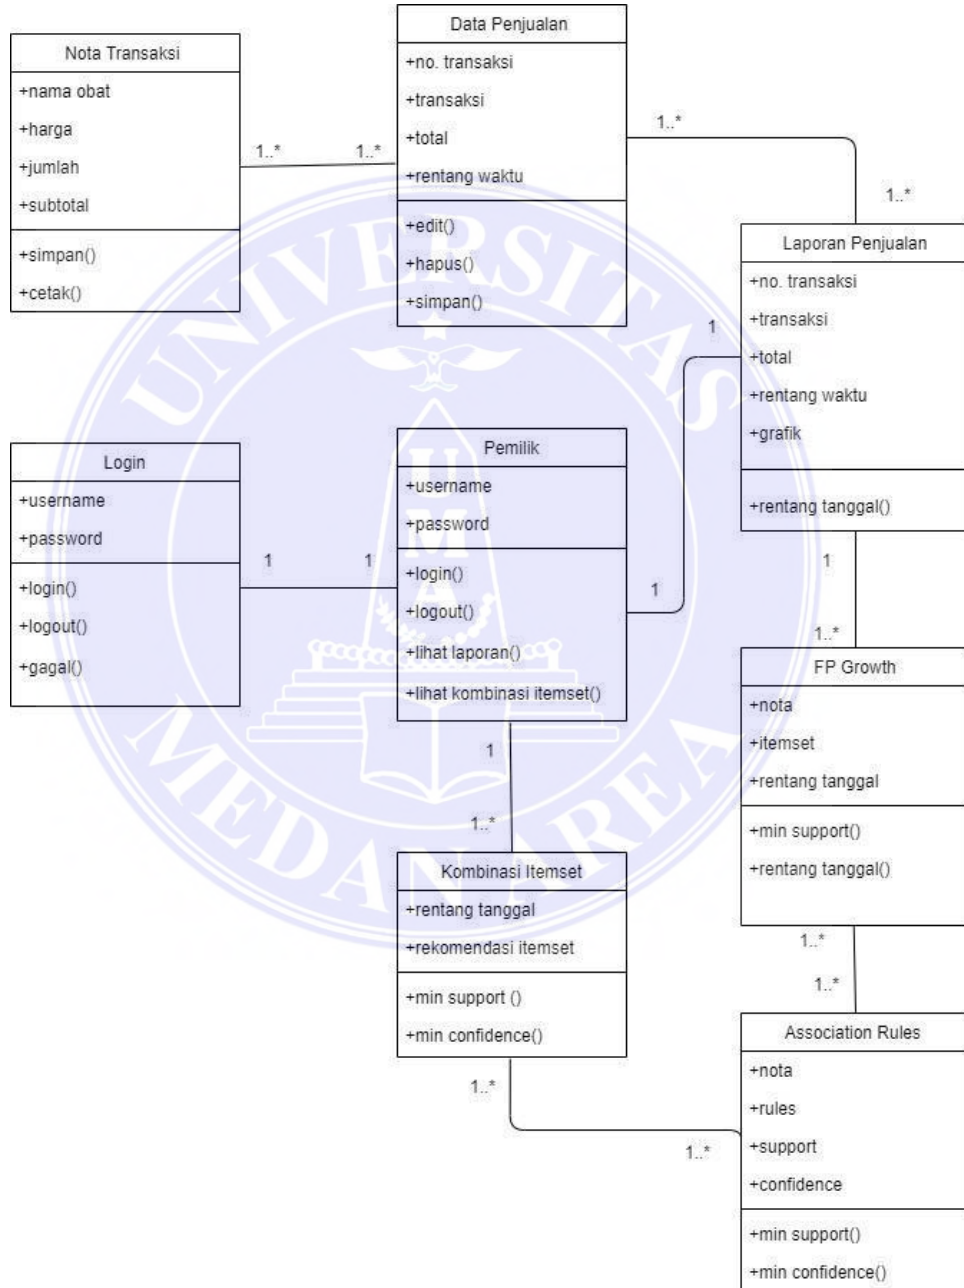 Nota Transaksi
+nama obat
+harga
+jumlah
+subtotal
+simpan()
+cetak()
1..*
1..*
Data Penjualan
+no. transaksi
+transaksi
+total
+rentang waktu
+edit()
+hapus()
+simpan()
1..*
1..*
Laporan Penjualan
+no. transaksi
+transaksi
+total
+rentang waktu
+grafik
+rentang tanggal()
1
1
Login
+username
+password
+login()
+logout()
+gagal()
1
1
Pemilik
+username
+password
+login()
+logout()
+lihat laporan()
+lihat kombinasi itemset()
1
1..*
FP Growth
+nota
+itemset
+rentang tanggal
+min support()
+rentang tanggal()
1
1..*
Kombinasi Itemset
+rentang tanggal
+rekomendasi itemset
+min support ()
+min confidence()
1..*
1..*
Association Rules
+nota
+rules
+support
+confidence
+min support()
+min confidence()
1..*
1..*
UNIVERSITAS
MEDAN AREA
U
M
A